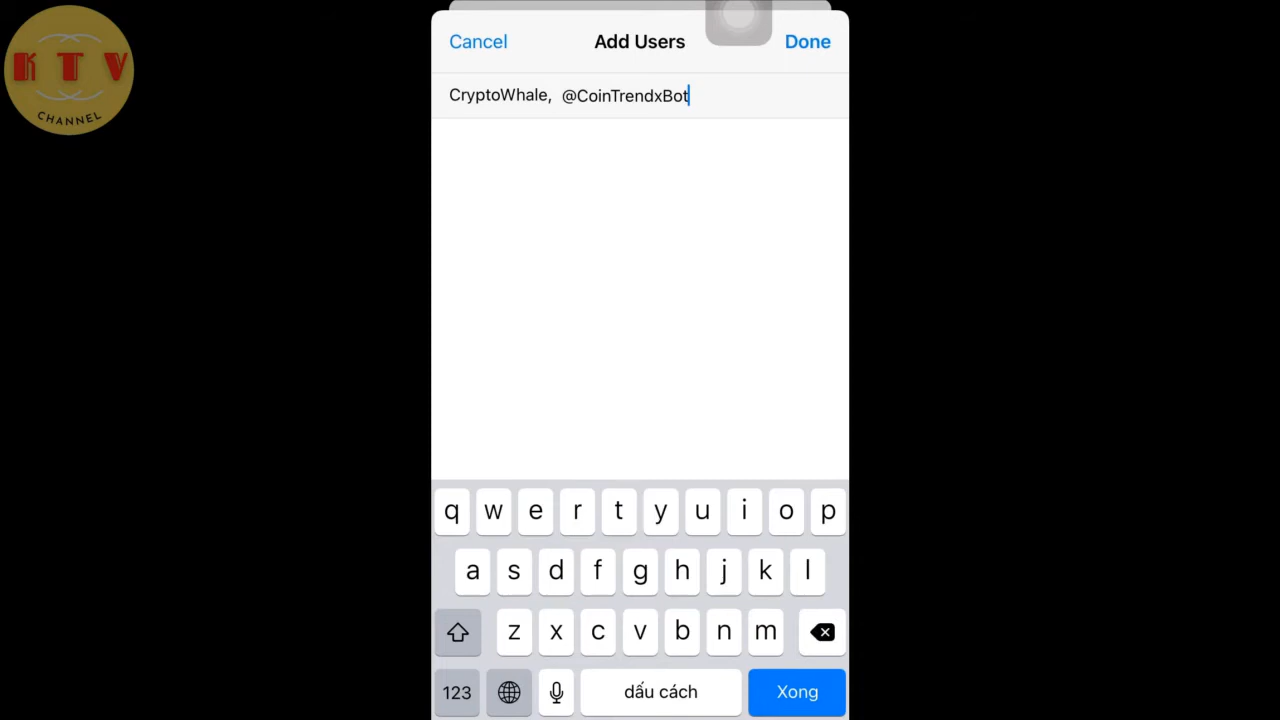 K T V
CHANNEL
Cancel Add Users Done
CryptoWhale, @CoinTrendxBot
q w e r t y u i o p
a s d f g h j k l
z x c v b n m
123 dấu cách Xong